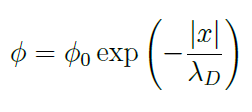 ϕ = ϕ₀ exp(−|x|/λ_D)